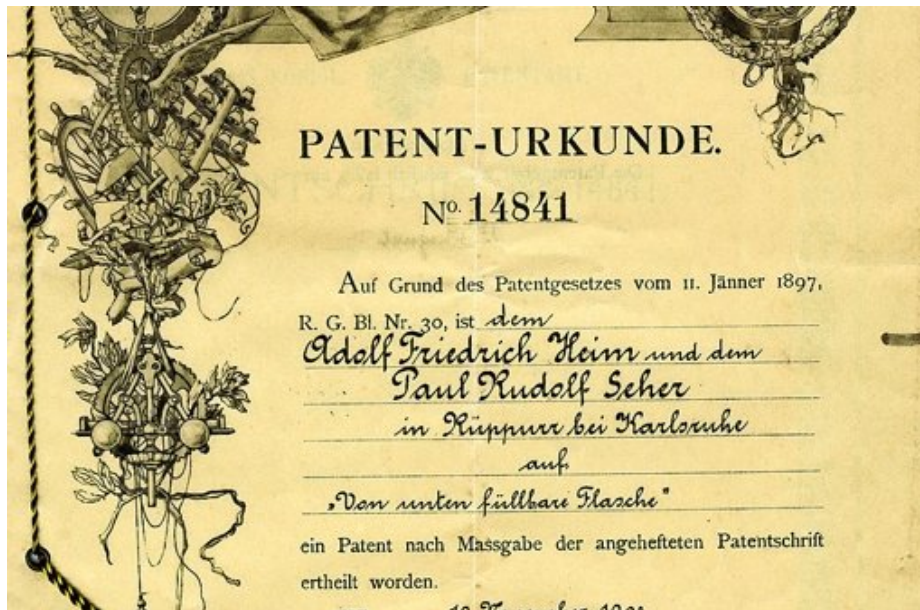 PATENT-URKUNDE.
No. 14841
Auf Grund des Patentgesetzes vom 11. Jänner 1897,
R. G. Bl. Nr. 30, ist dem
Adolf Friedrich Heim und dem
Paul Rudolf Seher
in Rüppurr bei Karlsruhe
auf
„Von unten füllbare Flasche"
ein Patent nach Massgabe der angehefteten Patentschrift
ertheilt worden.